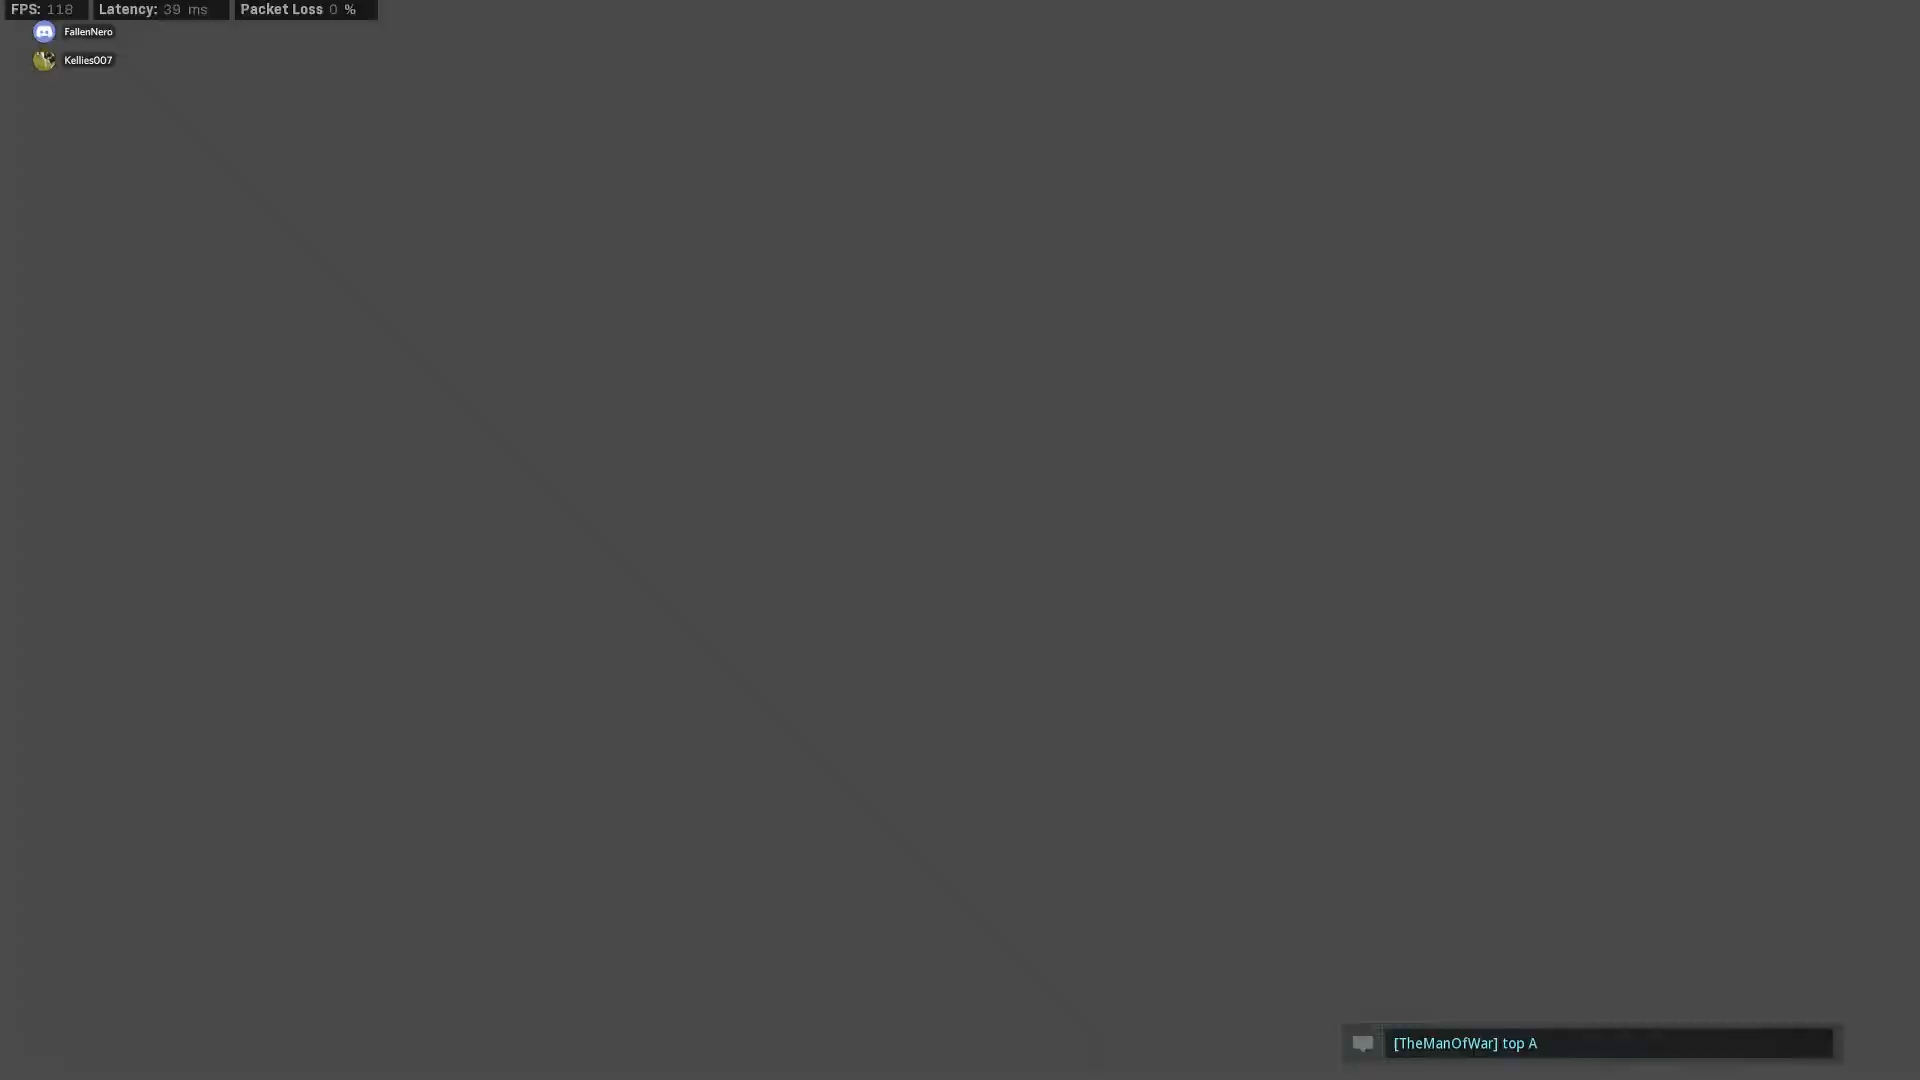 FPS: 118 Latency: 39 ms Packet Loss 0 %
FallenNero
Kellies007
[TheManOfWar] top A